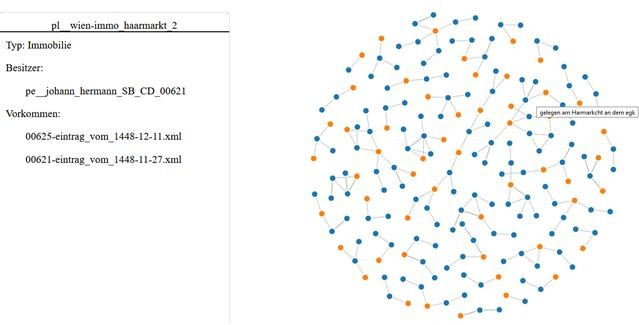 pl__wien-immo_haarmarkt_2
Typ: Immobilie
Besitzer:
pe__johann_hermann_SB_CD_00621
Vorkommen:
00625-eintrag_vom_1448-12-11.xml
00621-eintrag_vom_1448-11-27.xml
gelegen am Harmarkcht an dem egk